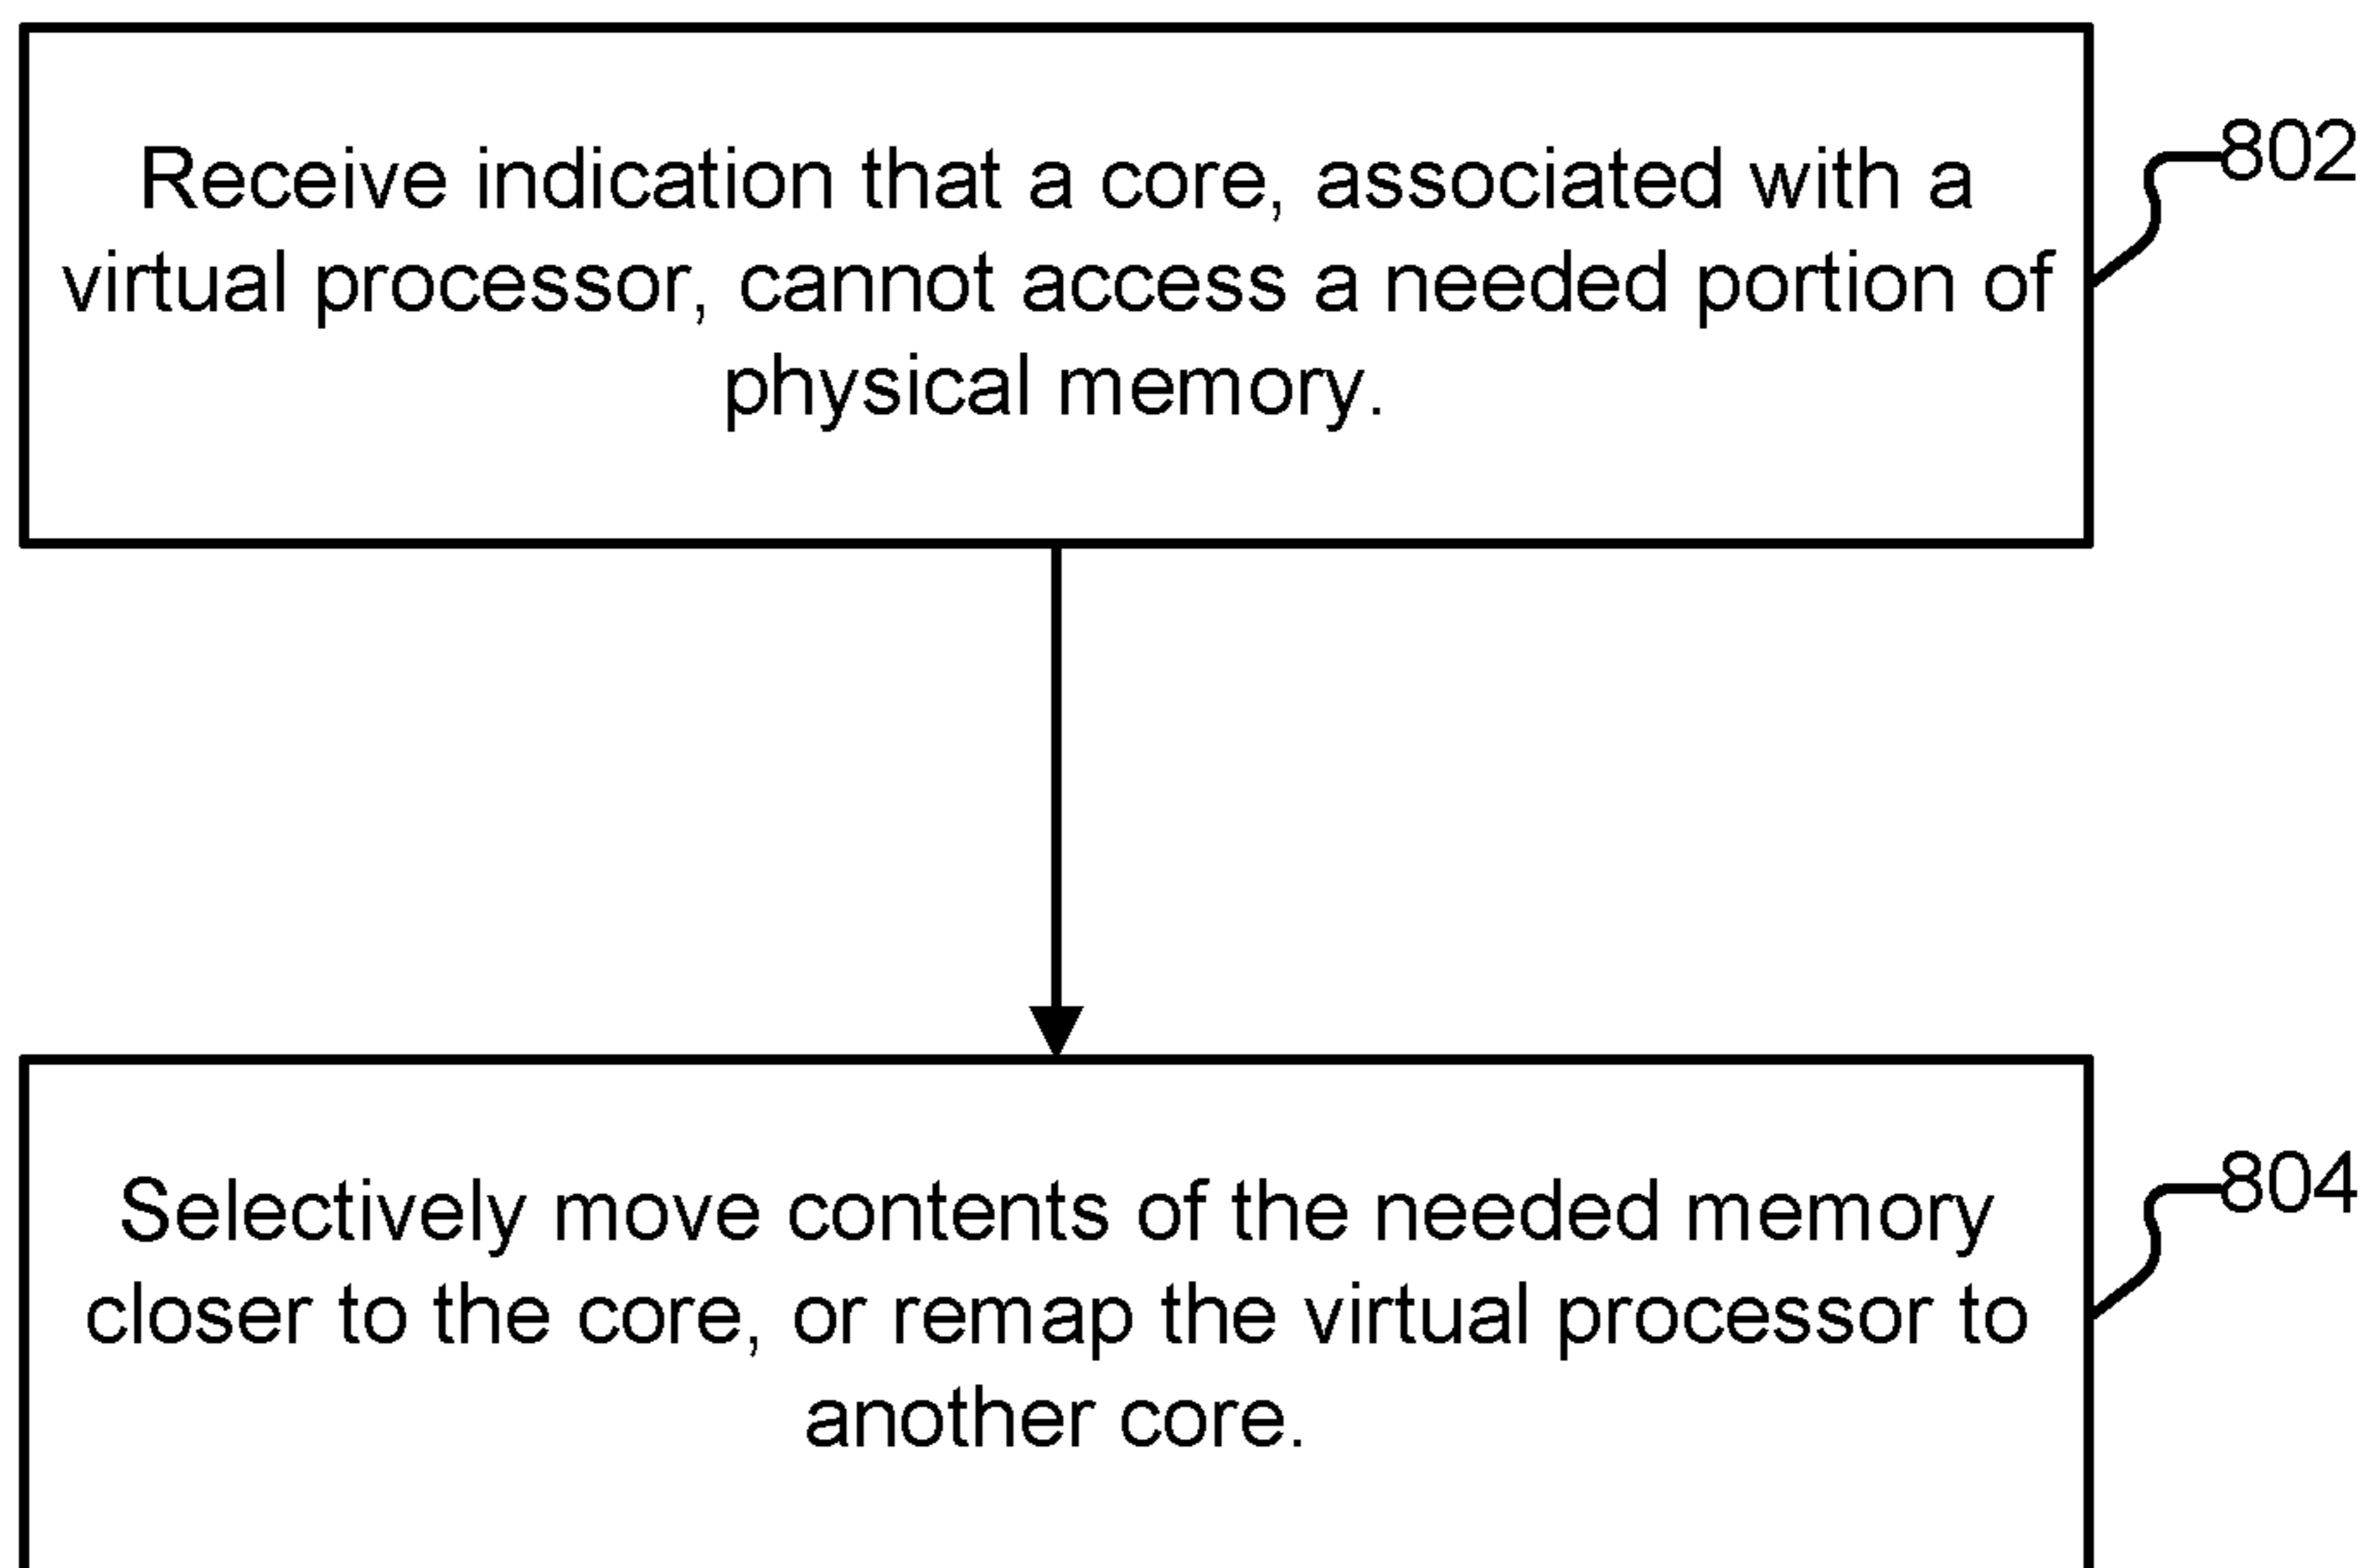 Receive indication that a core, associated with a
virtual processor, cannot access a needed portion of
physical memory.
802
Selectively move contents of the needed memory
closer to the core, or remap the virtual processor to
another core.
804